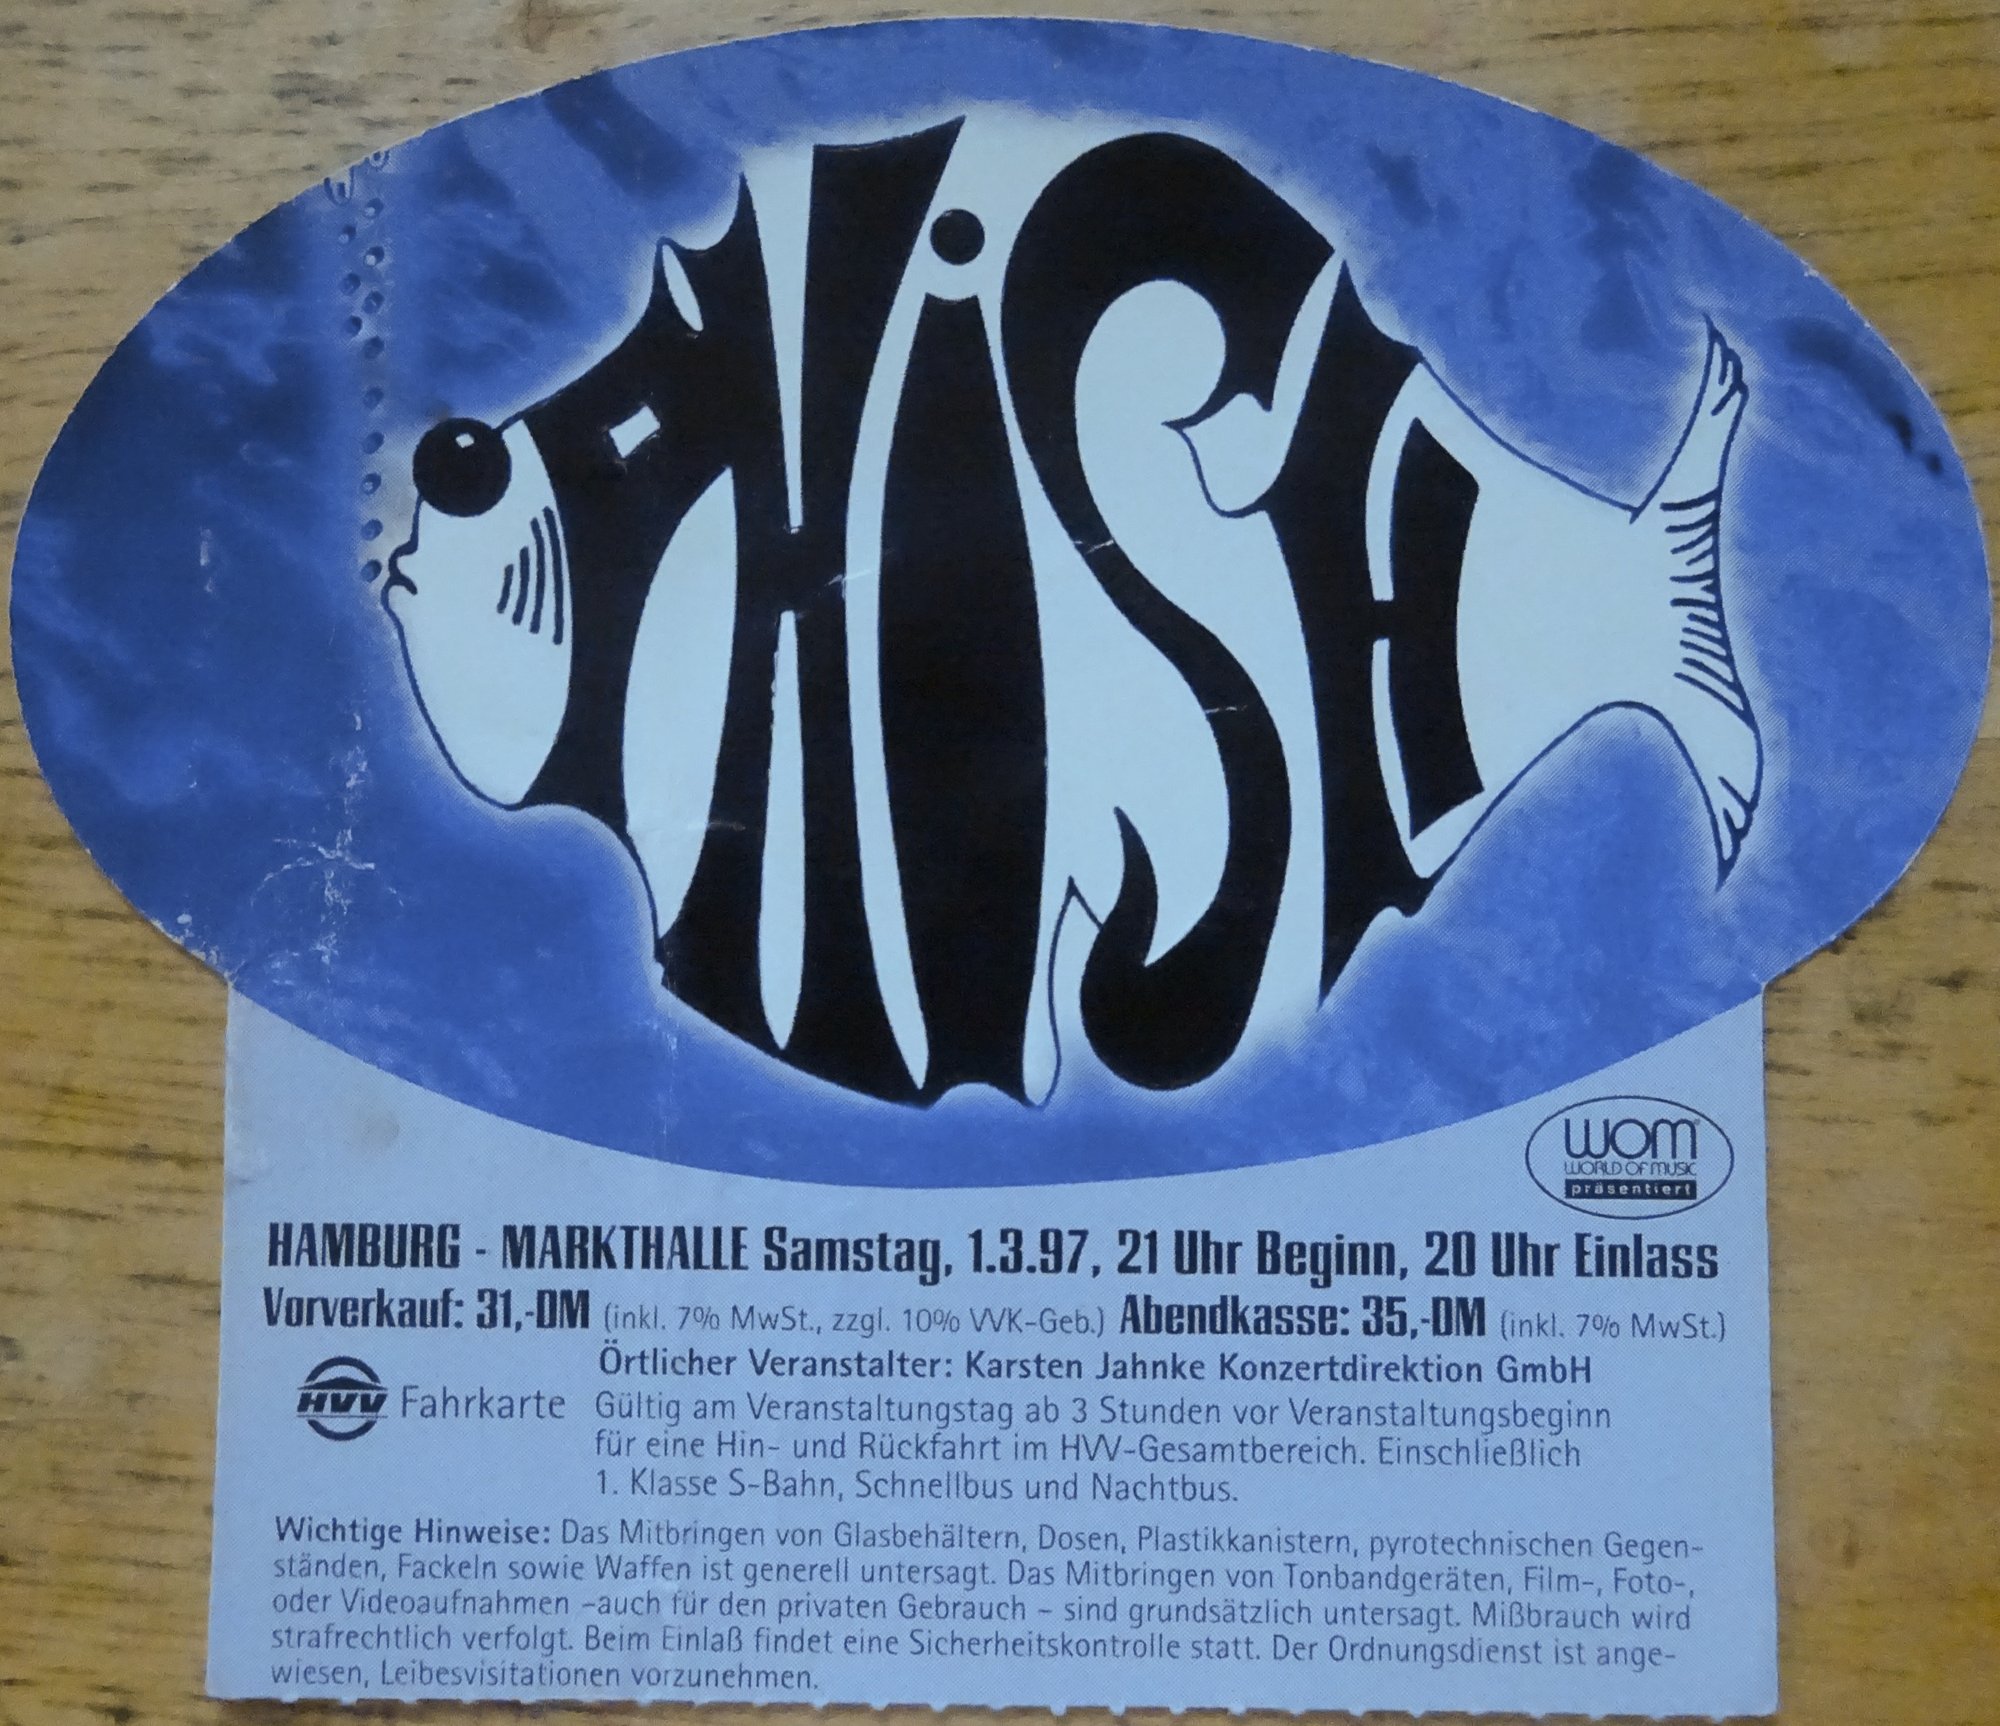 PHiSH
WOM
WORLD OF MUSIC
präsentiert
HAMBURG - MARKTHALLE Samstag, 1.3.97, 21 Uhr Beginn, 20 Uhr Einlass
Vorverkauf: 31,-DM (inkl. 7% MwSt., zzgl. 10% VVK-Geb.) Abendkasse: 35,-DM (inkl. 7% MwSt.)
Örtlicher Veranstalter: Karsten Jahnke Konzertdirektion GmbH
HVV Fahrkarte Gültig am Veranstaltungstag ab 3 Stunden vor Veranstaltungsbeginn
für eine Hin- und Rückfahrt im HVV-Gesamtbereich. Einschließlich
1. Klasse S-Bahn, Schnellbus und Nachtbus.
Wichtige Hinweise: Das Mitbringen von Glasbehältern, Dosen, Plastikkanistern, pyrotechnischen Gegen-
ständen, Fackeln sowie Waffen ist generell untersagt. Das Mitbringen von Tonbandgeräten, Film-, Foto-,
oder Videoaufnahmen –auch für den privaten Gebrauch – sind grundsätzlich untersagt. Mißbrauch wird
strafrechtlich verfolgt. Beim Einlaß findet eine Sicherheitskontrolle statt. Der Ordnungsdienst ist ange-
wiesen, Leibesvisitationen vorzunehmen.